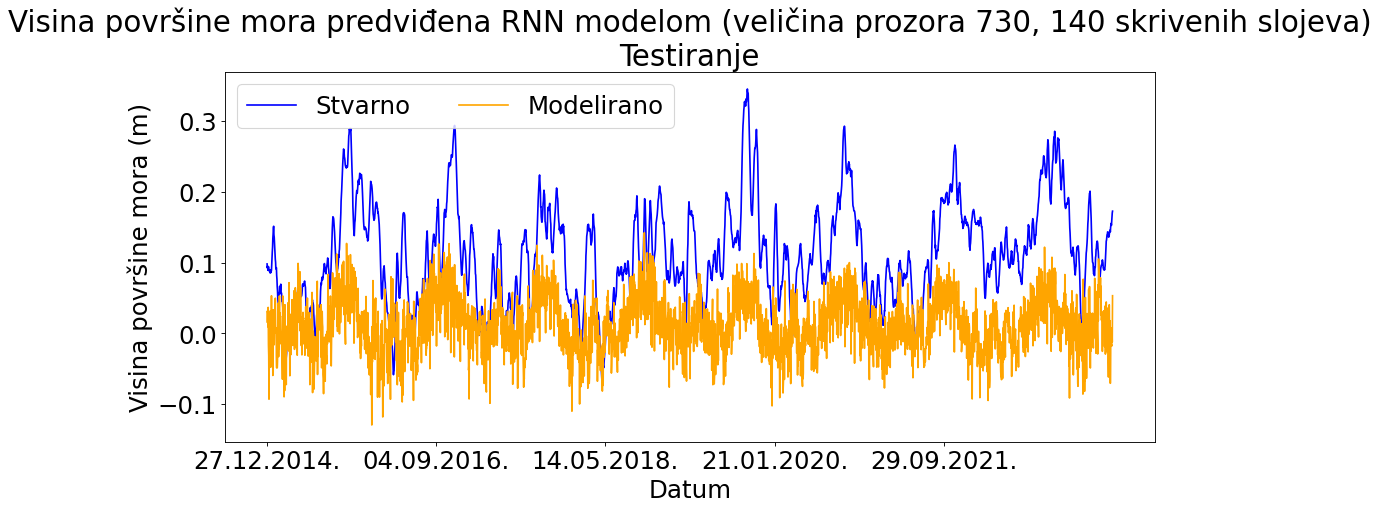 Visina površine mora predviđena RNN modelom (veličina prozora 730, 140 skrivenih slojeva)
Testiranje
Stvarno Modelirano
Visina površine mora (m)
0.3
0.2
0.1
0.0
−0.1
27.12.2014. 04.09.2016. 14.05.2018. 21.01.2020. 29.09.2021.
Datum